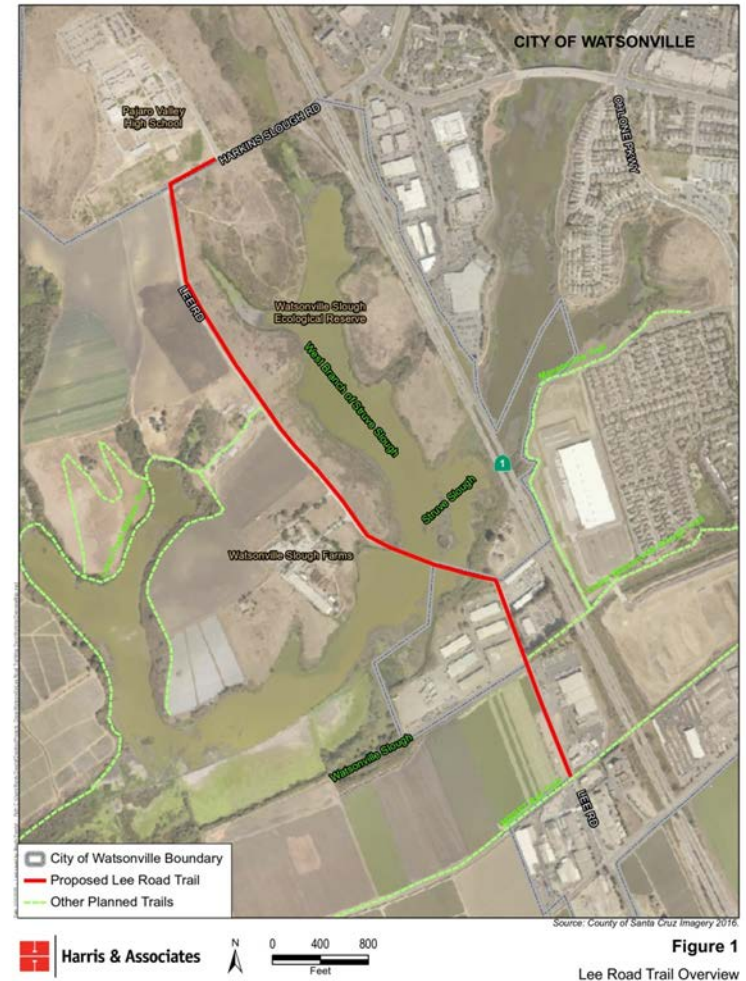 CITY OF WATSONVILLE
Pajaro Valley
High School
HARKINS SLOUGH RD
OHLONE PKWY
LEE RD
Watsonville Slough
Ecological Reserve
West Branch of Struve Slough
1
Struve Slough
Watsonville Slough Farms
Watsonville Slough
LEE RD
City of Watsonville Boundary
Proposed Lee Road Trail
Other Planned Trails
Source: County of Santa Cruz Imagery 2016.
Harris & Associates
N
0 400 800
Feet
Figure 1
Lee Road Trail Overview